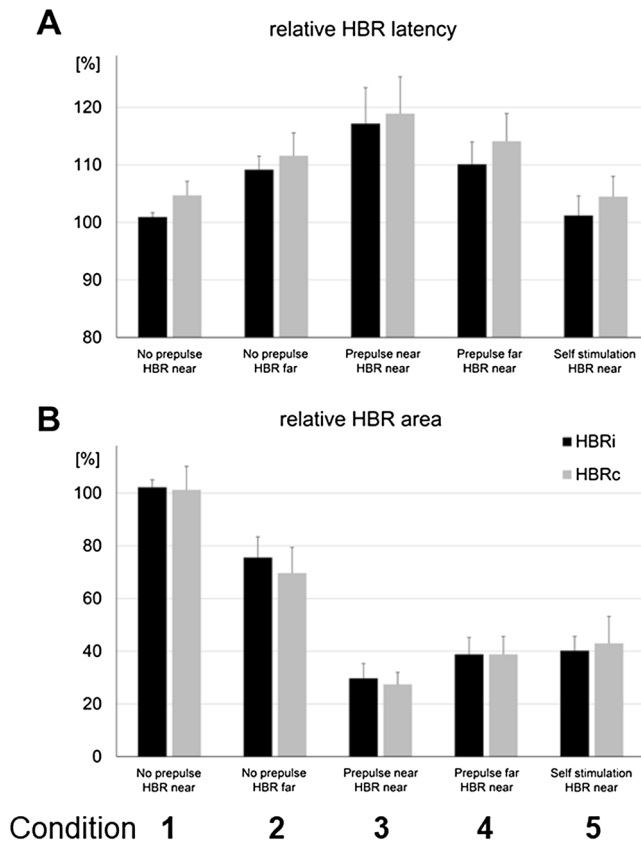 A
relative HBR latency
[%]
120
110
100
90
80
No prepulse
HBR near
No prepulse
HBR far
Prepulse near
HBR near
Prepulse far
HBR near
Self stimulation
HBR near
B
relative HBR area
[%]
HBRi
HBRc
100
80
60
40
20
0
No prepulse
HBR near
No prepulse
HBR far
Prepulse near
HBR near
Prepulse far
HBR near
Self stimulation
HBR near
Condition 1 2 3 4 5